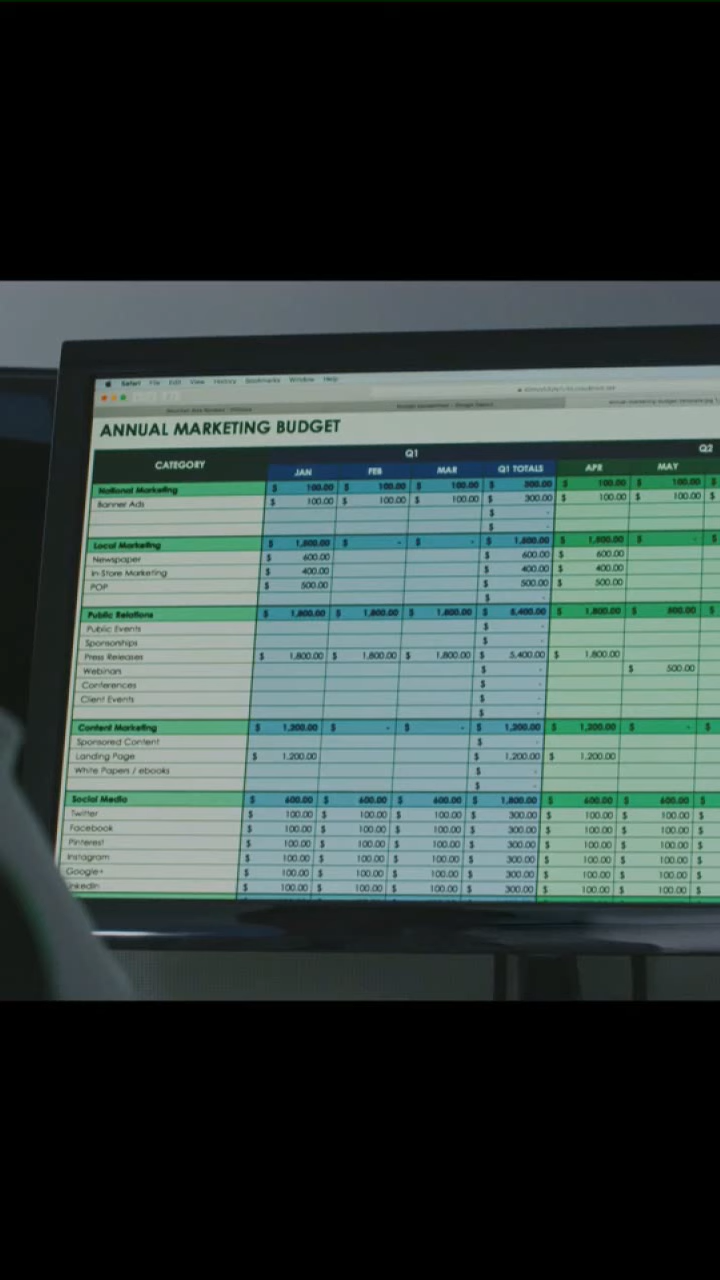 Safari File Edit View History Bookmarks Window Help
ANNUAL MARKETING BUDGET
Q1 Q2
CATEGORY JAN FEB MAR Q1 TOTALS APR MAY
National Marketing $ 100.00 $ 100.00 $ 100.00 $ 300.00 $ 100.00 $ 100.00 $
Banner Ads $ 100.00 $ 100.00 $ 100.00 $ 300.00 $ 100.00 $ 100.00 $
$ -
$ -
Local Marketing $ 1,500.00 $ - $ - $ 1,500.00 $ 1,500.00 $ - $
Newspaper $ 600.00 $ 600.00 $ 600.00
In-Store Marketing $ 400.00 $ 400.00 $ 400.00
POP $ 500.00 $ 500.00 $ 500.00
$ -
Public Relations $ 1,800.00 $ 1,800.00 $ 1,800.00 $ 5,400.00 $ 1,800.00 $ 500.00 $
Public Events $ -
Sponsorships $ -
Press Releases $ 1,800.00 $ 1,800.00 $ 1,800.00 $ 5,400.00 $ 1,800.00
Webinars $ - $ 500.00
Conferences $ -
Client Events $ -
$ -
Content Marketing $ 1,200.00 $ - $ - $ 1,200.00 $ 1,200.00 $ - $
Sponsored Content $ -
Landing Page $ 1,200.00 $ 1,200.00 $ 1,200.00
White Papers / ebooks $ -
$ -
Social Media $ 600.00 $ 600.00 $ 600.00 $ 1,800.00 $ 600.00 $ 600.00 $
Twitter $ 100.00 $ 100.00 $ 100.00 $ 300.00 $ 100.00 $ 100.00 $
Facebook $ 100.00 $ 100.00 $ 100.00 $ 300.00 $ 100.00 $ 100.00 $
Pinterest $ 100.00 $ 100.00 $ 100.00 $ 300.00 $ 100.00 $ 100.00 $
Instagram $ 100.00 $ 100.00 $ 100.00 $ 300.00 $ 100.00 $ 100.00 $
Google+ $ 100.00 $ 100.00 $ 100.00 $ 300.00 $ 100.00 $ 100.00 $
inkedIn $ 100.00 $ 100.00 $ 100.00 $ 300.00 $ 100.00 $ 100.00 $